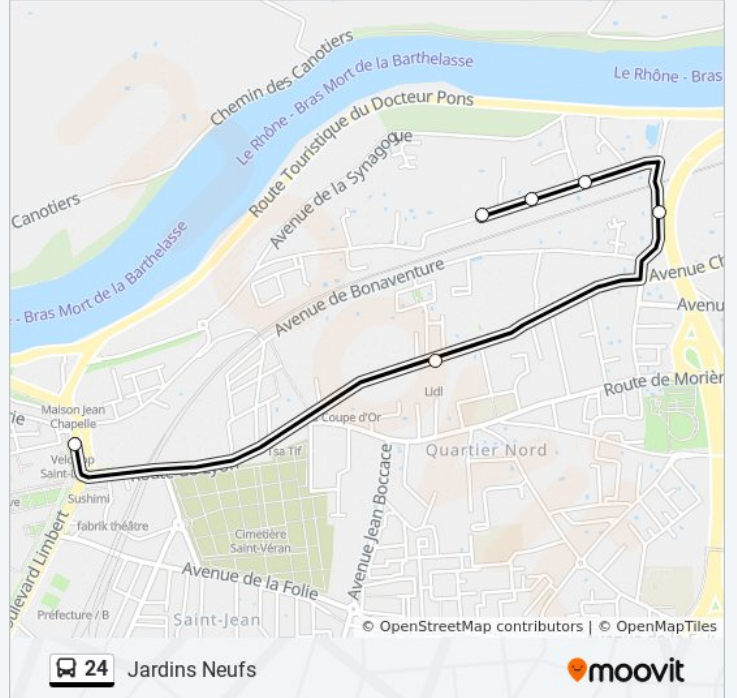 Chemin des Canotiers
Le Rhône - Bras Mort de la Barthelasse
Le Rhône - Bras
Route Touristique du Docteur Pons
Avenue de la Synagogue
Canotiers
- Bras Mort de la Barthelasse
Avenue de Bonaventure
Avenue Ch
Avenu
Route de Morièr
Lidl
Maison Jean
Chapelle
Coupe d'Or
Quartier Nord
Tsa Tif
Saint-
Sushimi
fabrik théâtre
Cimetière
Saint-Véran
Avenue Jean Boccace
oulevard Limbert
Avenue de la Folie
Préfecture / B
Saint-Jean
© OpenStreetMap contributors | © OpenMapTiles
24 Jardins Neufs
moovit